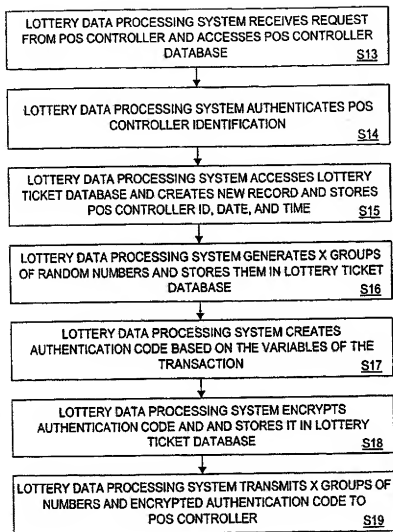 LOTTERY DATA PROCESSING SYSTEM RECEIVES REQUEST
FROM POS CONTROLLER AND ACCESSES POS CONTROLLER
DATABASE
S13
LOTTERY DATA PROCESSING SYSTEM AUTHENTICATES POS
CONTROLLER IDENTIFICATION
S14
LOTTERY DATA PROCESSING SYSTEM ACCESSES LOTTERY
TICKET DATABASE AND CREATES NEW RECORD AND STORES
POS CONTROLLER ID, DATE, AND TIME
S15
LOTTERY DATA PROCESSING SYSTEM GENERATES X GROUPS
OF RANDOM NUMBERS AND STORES THEM IN LOTTERY TICKET
DATABASE
S16
LOTTERY DATA PROCESSING SYSTEM CREATES
AUTHENTICATION CODE BASED ON THE VARIABLES OF THE
TRANSACTION
S17
LOTTERY DATA PROCESSING SYSTEM ENCRYPTS
AUTHENTICATION CODE AND AND STORES IT IN LOTTERY
TICKET DATABASE
S18
LOTTERY DATA PROCESSING SYSTEM TRANSMITS X GROUPS OF
NUMBERS AND ENCRYPTED AUTHENTICATION CODE TO
POS CONTROLLER
S19